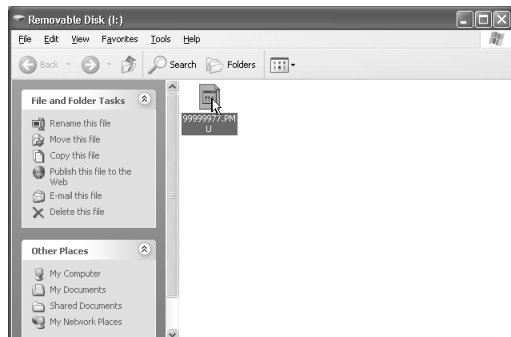 Removable Disk (I:)
File Edit View Favorites Tools Help
Back Search Folders
File and Folder Tasks
Rename this file
Move this file
Copy this file
Publish this file to the
Web
E-mail this file
Delete this file
Other Places
My Computer
My Documents
Shared Documents
My Network Places
99999977.PM
U